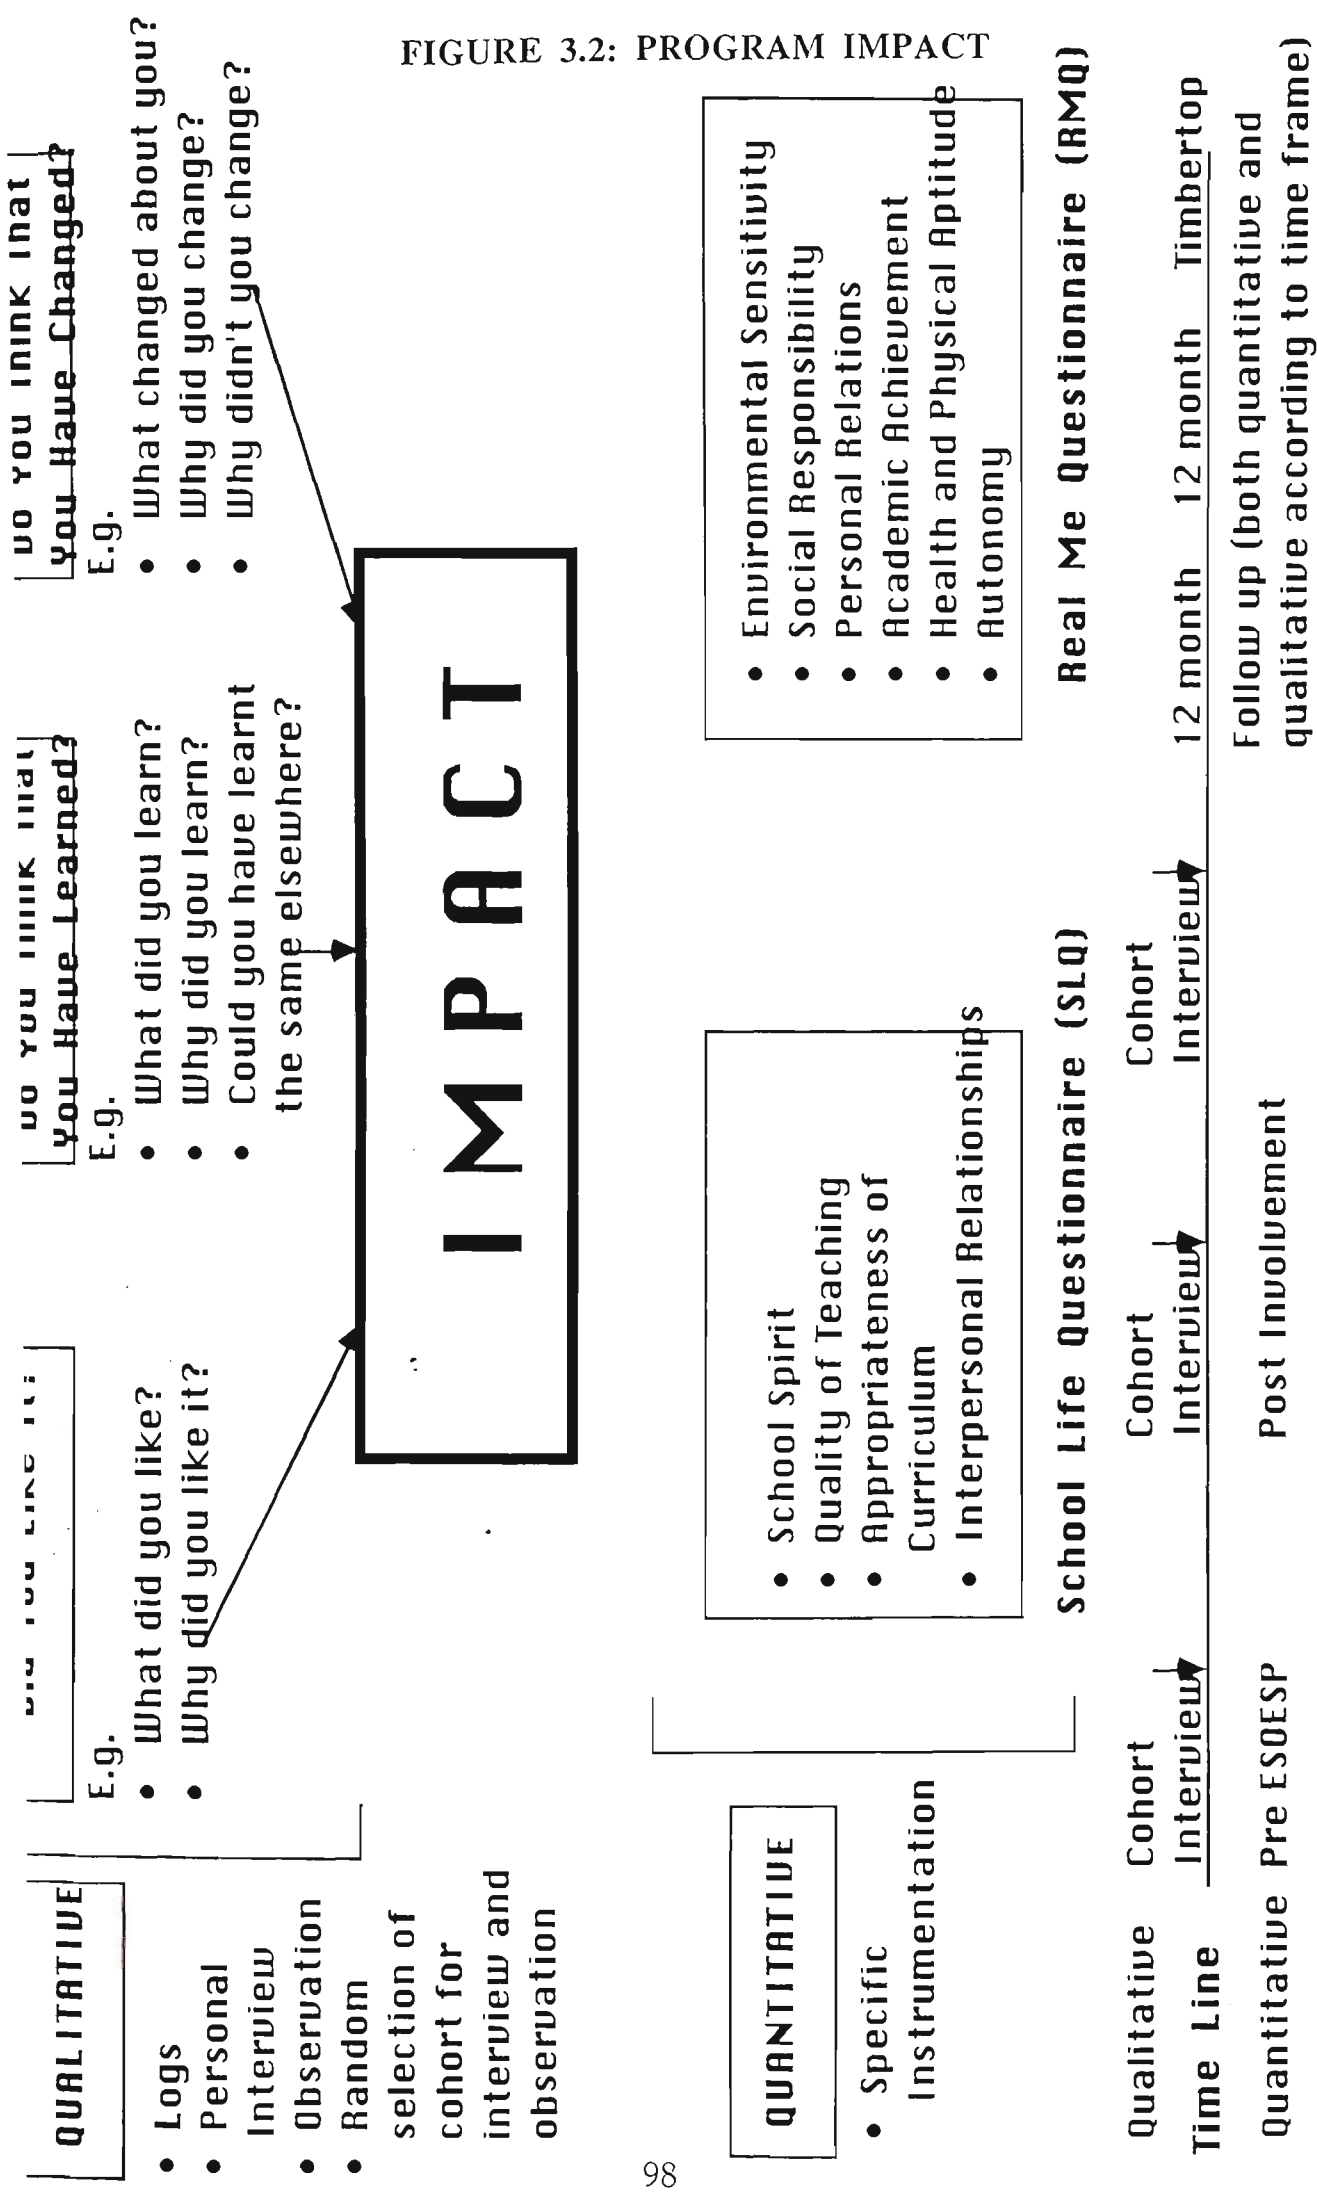 FIGURE 3.2: PROGRAM IMPACT
QUALITATIVE
• Logs
• Personal
Interview
• Observation
• Random
selection of
cohort for
interview and
observation
E.g.
• What did you like?
• Why did you like it?
You Have Learned?
E.g.
• What did you learn?
• Why did you learn?
• Could you have learnt
the same elsewhere?
You Have Changed?
E.g.
• What changed about you?
• Why did you change?
• Why didn't you change?
IMPACT
QUANTITATIVE
• Specific
Instrumentation
• School Spirit
• Quality of Teaching
• Appropriateness of
Curriculum
• Interpersonal Relationships
School Life Questionnaire (SLQ)
• Environmental Sensitivity
• Social Responsibility
• Personal Relations
• Academic Achievement
• Health and Physical Aptitude
• Autonomy
Real Me Questionnaire (RMQ)
Qualitative
Cohort
Interview
Cohort
Interview
Cohort
Interview
12 month 12 month Timbertop
Time Line
Quantitative Pre ESOESP
Post Involvement
Follow up (both quantitative and
qualitative according to time frame)
98